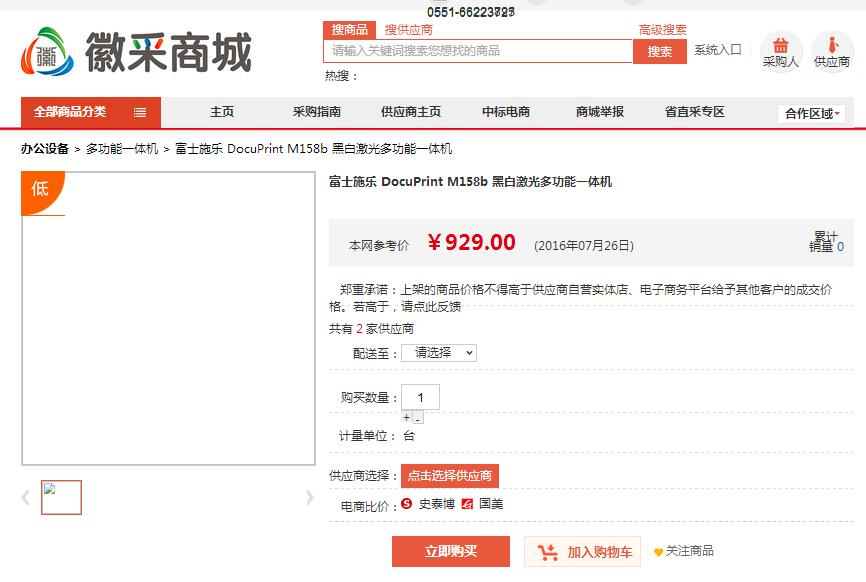 0551-66223
搜商品 搜供应商 高级搜索
徽采商城
请输入关键词搜索您想找的商品 搜索 系统入口 采购人 供应商
热搜：
全部商品分类 主页 采购指南 供应商主页 中标电商 商城举报 省直采专区 合作区域
办公设备 > 多功能一体机 > 富士施乐 DocuPrint M158b 黑白激光多功能一体机
低
富士施乐 DocuPrint M158b 黑白激光多功能一体机
本网参考价 ￥929.00 (2016年07月26日) 累计
销量 0
郑重承诺：上架的商品价格不得高于供应商自营实体店、电子商务平台给予其他客户的成交价
格。若高于，请点此反馈
共有 2 家供应商
配送至： 请选择
购买数量： 1
+ -
计量单位： 台
供应商选择： 点击选择供应商
电商比价： 史泰博 国美
立即购买 加入购物车 关注商品